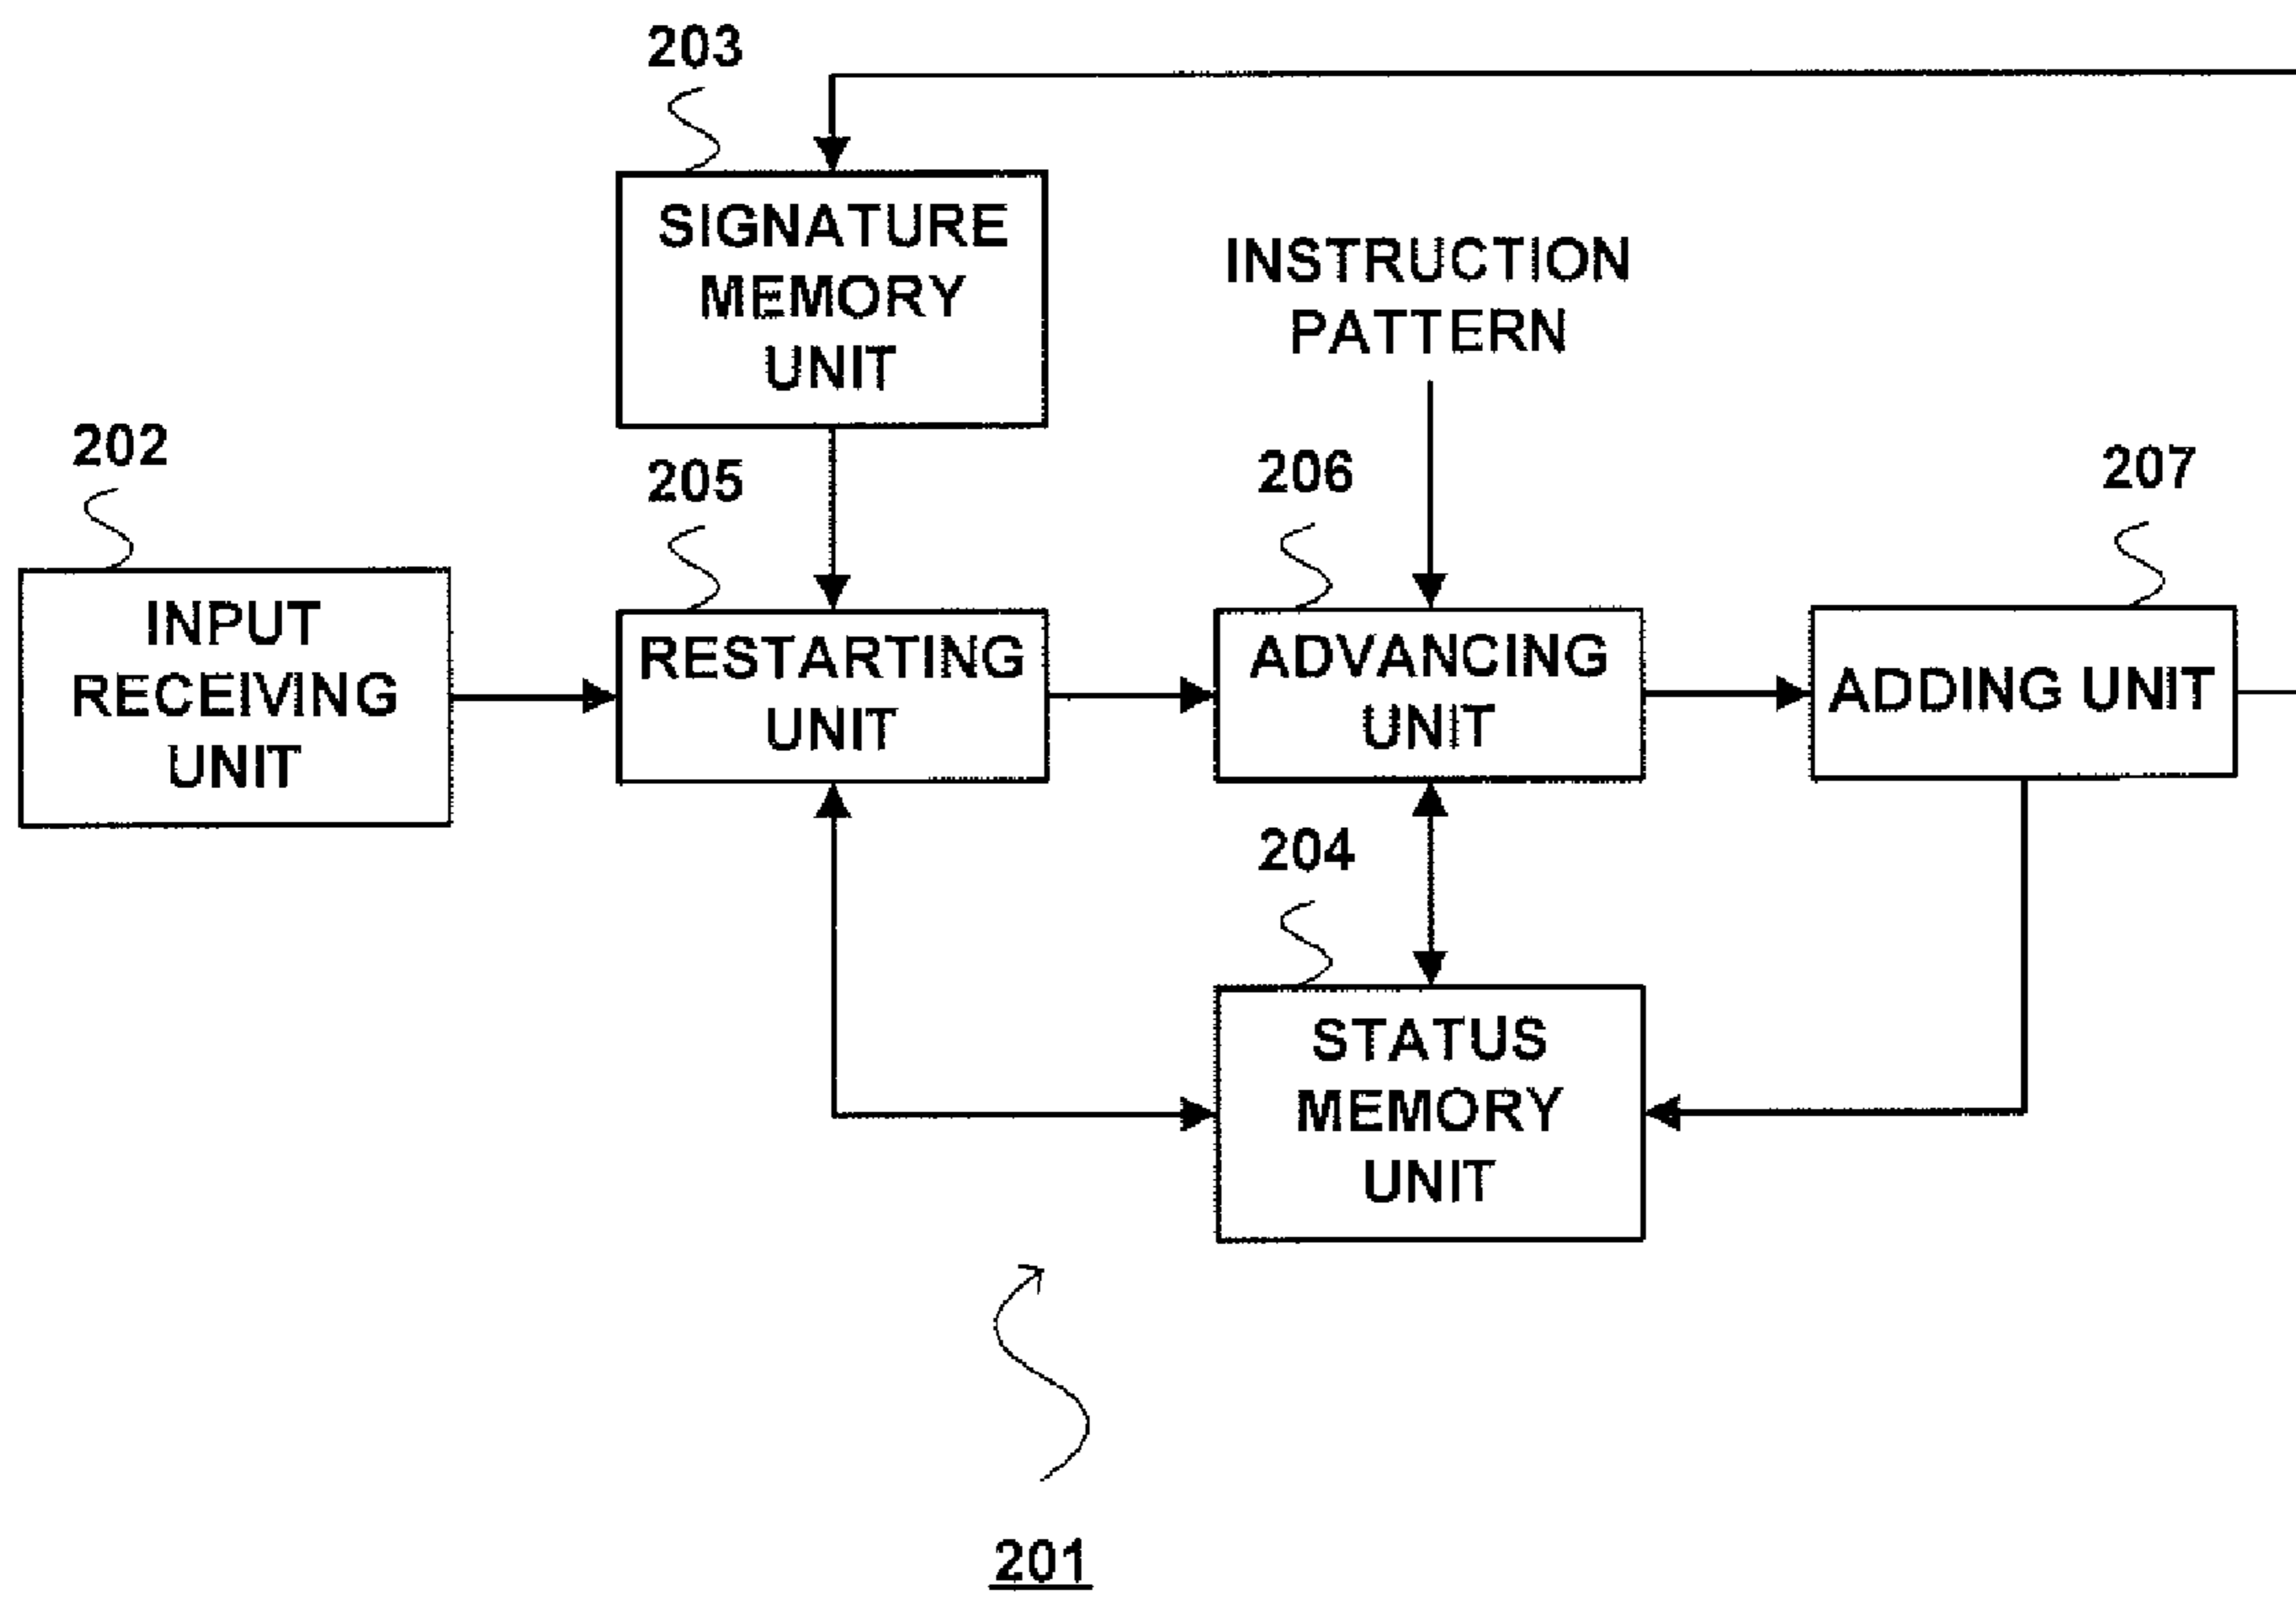 203
SIGNATURE
MEMORY
UNIT
INSTRUCTION
PATTERN
202
205
206
207
INPUT
RECEIVING
UNIT
RESTARTING
UNIT
ADVANCING
UNIT
ADDING UNIT
204
STATUS
MEMORY
UNIT
201